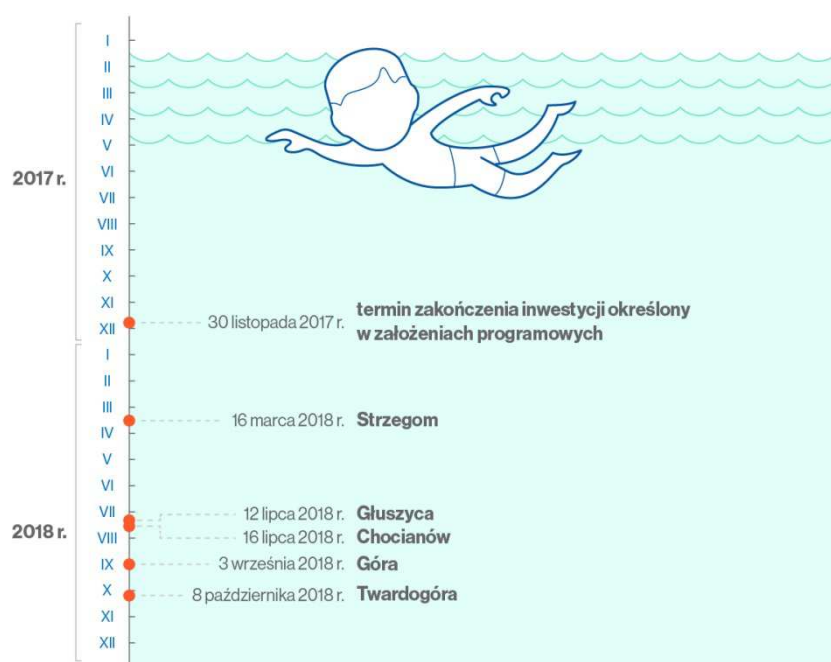 2017 r.
I
II
III
IV
V
VI
VII
VIII
IX
X
XI
XII
30 listopada 2017 r. termin zakończenia inwestycji określony
w założeniach programowych
2018 r.
I
II
III
16 marca 2018 r. Strzegom
IV
V
VI
VII
12 lipca 2018 r. Głuszyca
VIII
16 lipca 2018 r. Chocianów
IX
3 września 2018 r. Góra
X
8 października 2018 r. Twardogóra
XI
XII